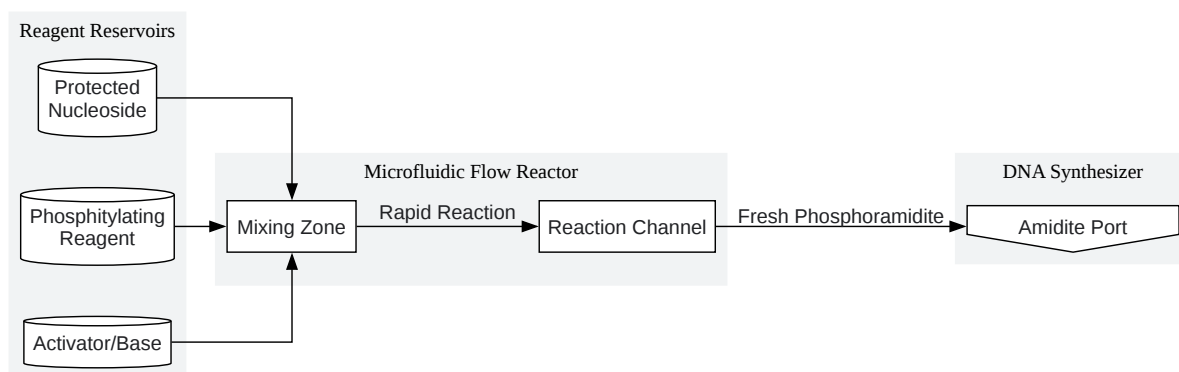 Reagent Reservoirs
Protected
Nucleoside
Phosphitylating
Reagent
Activator/Base
Microfluidic Flow Reactor
Mixing Zone
Rapid Reaction
Reaction Channel
Fresh Phosphoramidite
DNA Synthesizer
Amidite Port